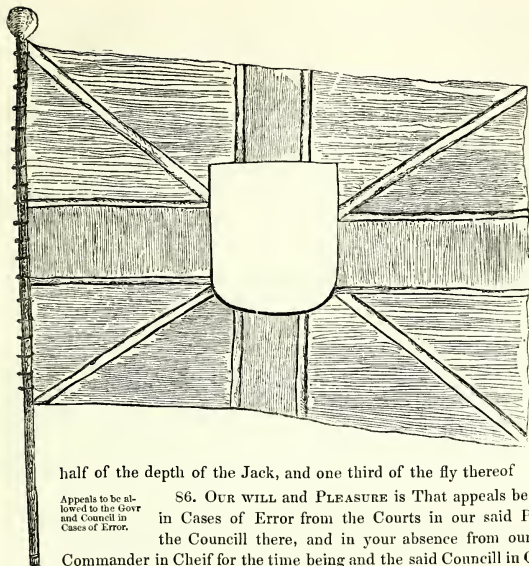 half of the depth of the Jack, and one third of the fly thereof
Appeals to be al-
lowed to the Govr
and Council in
Cases of Error.
86. OUR WILL and PLEASURE is That appeals be
in Cases of Error from the Courts in our said
the Councill there, and in your absence from our
Commander in Cheif for the time being and the said Councill in